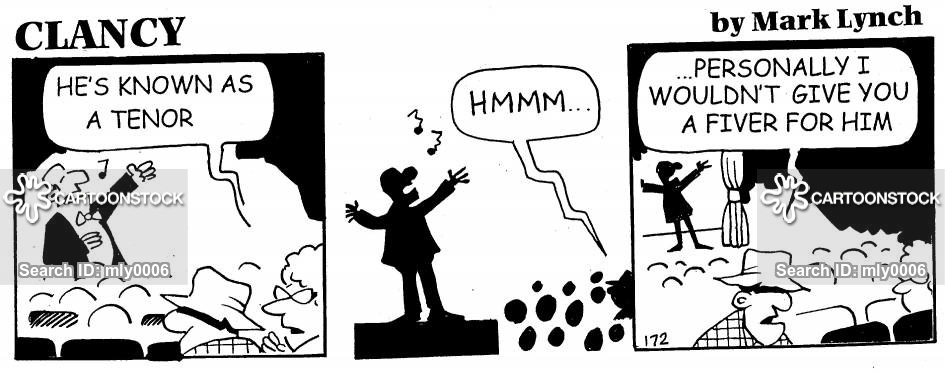 CLANCY
by Mark Lynch
HE'S KNOWN AS
A TENOR
HMMM...
...PERSONALLY I
WOULDN'T GIVE YOU
A FIVER FOR HIM
CARTOONSTOCK
Search ID: mly0006
CARTOONSTOCK
Search ID: mly0006
172